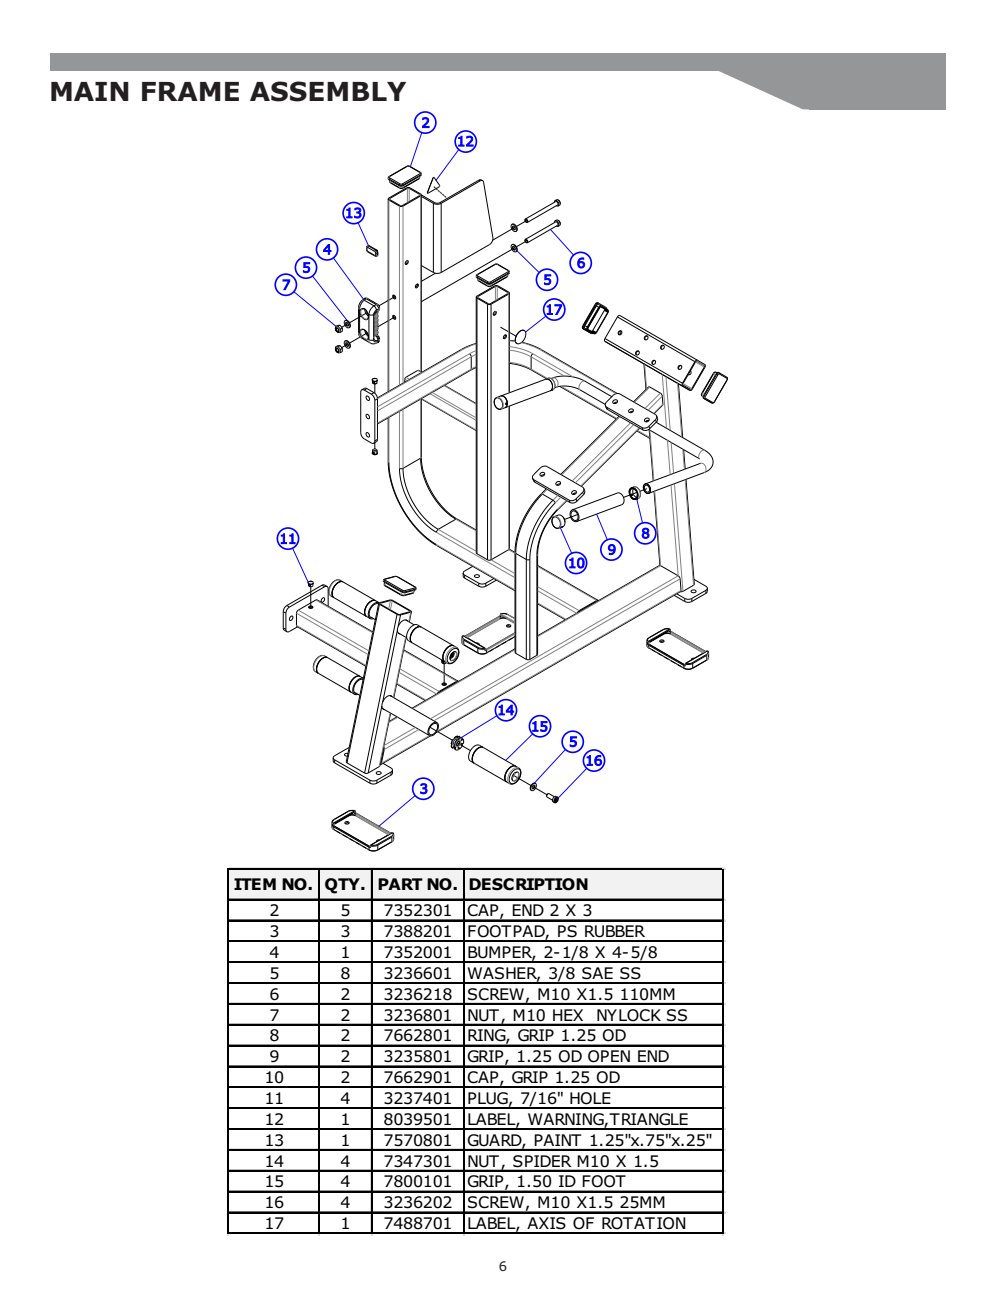 MAIN FRAME ASSEMBLY
2
12
13
4
5
7
6
5
17
8
9
10
11
14
15
5
16
3
ITEM NO. QTY. PART NO. DESCRIPTION
2 5 7352301 CAP, END 2 X 3
3 3 7388201 FOOTPAD, PS RUBBER
4 1 7352001 BUMPER, 2-1/8 X 4-5/8
5 8 3236601 WASHER, 3/8 SAE SS
6 2 3236218 SCREW, M10 X1.5 110MM
7 2 3236801 NUT, M10 HEX NYLOCK SS
8 2 7662801 RING, GRIP 1.25 OD
9 2 3235801 GRIP, 1.25 OD OPEN END
10 2 7662901 CAP, GRIP 1.25 OD
11 4 3237401 PLUG, 7/16" HOLE
12 1 8039501 LABEL, WARNING,TRIANGLE
13 1 7570801 GUARD, PAINT 1.25"x.75"x.25"
14 4 7347301 NUT, SPIDER M10 X 1.5
15 4 7800101 GRIP, 1.50 ID FOOT
16 4 3236202 SCREW, M10 X1.5 25MM
17 1 7488701 LABEL, AXIS OF ROTATION
6